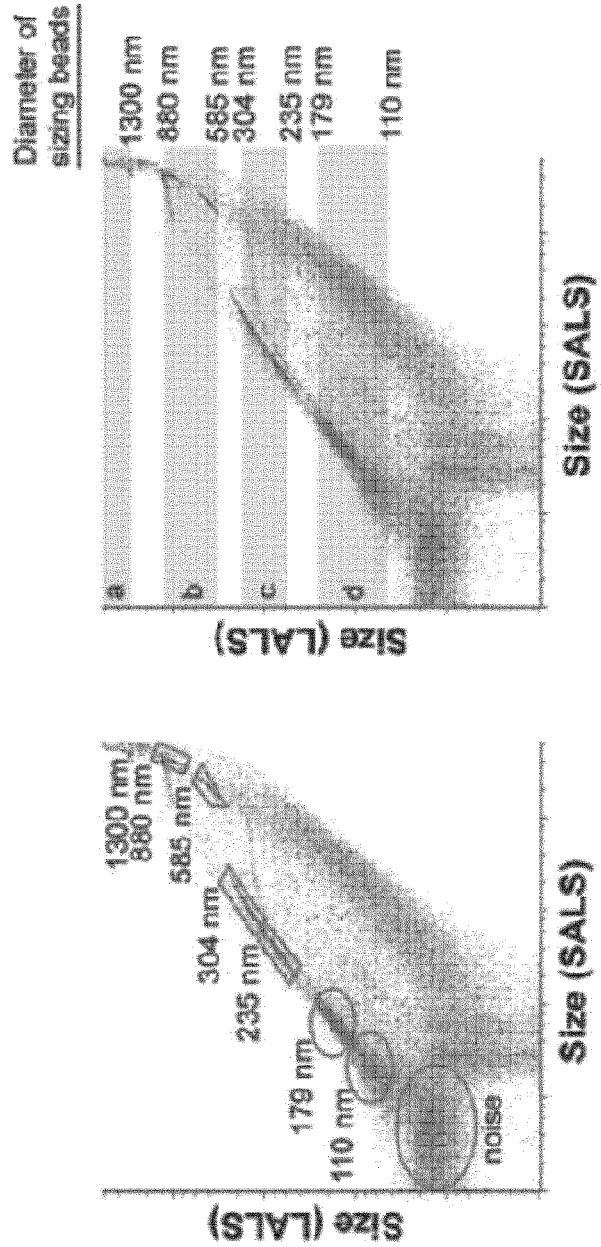 1300 nm
880 nm
585 nm
304 nm
235 nm
179 nm
110 nm
noise
Size (LALS)
Size (SALS)
Diameter of
sizing beads
1300 nm
880 nm
585 nm
304 nm
235 nm
179 nm
110 nm
a
b
c
d
Size (LALS)
Size (SALS)